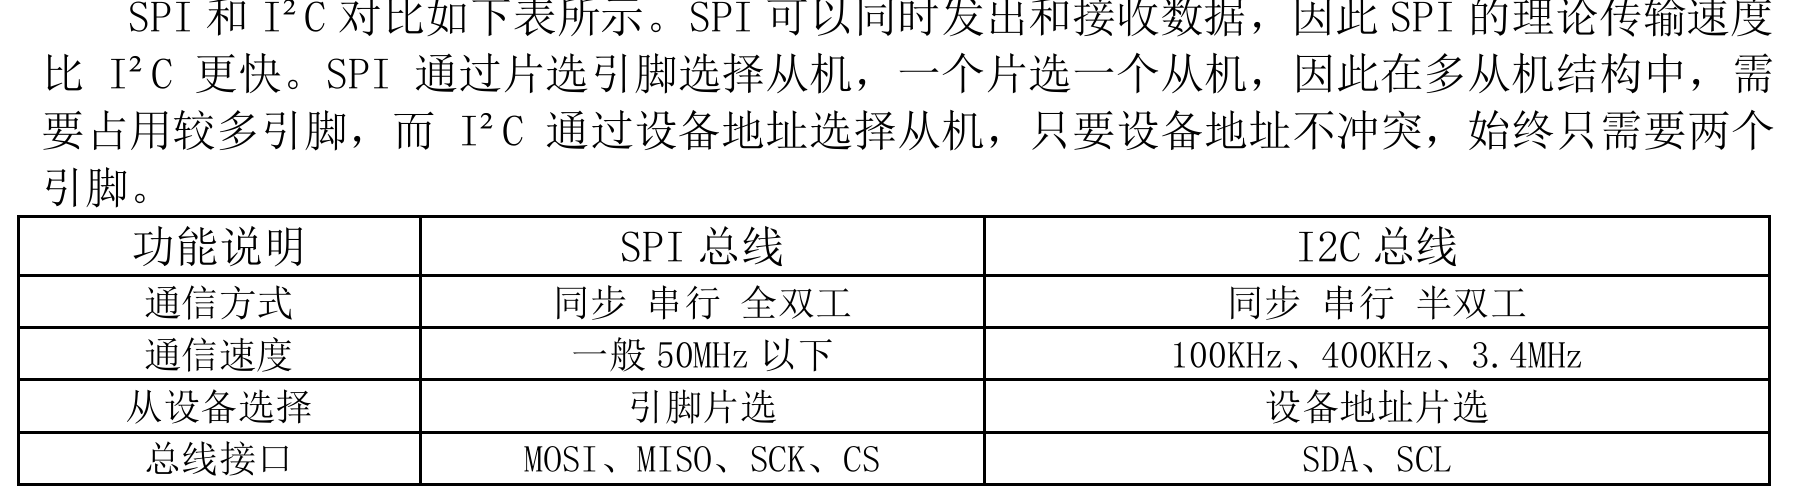 SPI 和 I²C 对比如下表所示。SPI 可以同时发出和接收数据，因此 SPI 的理论传输速度
比 I²C 更快。SPI 通过片选引脚选择从机，一个片选一个从机，因此在多从机结构中，需
要占用较多引脚，而 I²C 通过设备地址选择从机，只要设备地址不冲突，始终只需要两个
引脚。
功能说明 SPI 总线 I2C 总线
通信方式 同步 串行 全双工 同步 串行 半双工
通信速度 一般 50MHz 以下 100KHz、400KHz、3.4MHz
从设备选择 引脚片选 设备地址片选
总线接口 MOSI、MISO、SCK、CS SDA、SCL